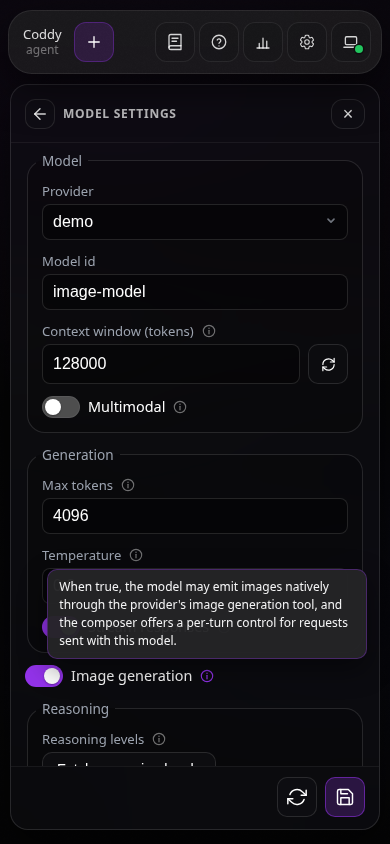 Coddy
agent
MODEL SETTINGS
Model
Provider
demo
Model id
image-model
Context window (tokens)
128000
Multimodal
Generation
Max tokens
4096
Temperature
When true, the model may emit images natively
through the provider's image generation tool, and
the composer offers a per-turn control for requests
sent with this model.
Image generation
Reasoning
Reasoning levels